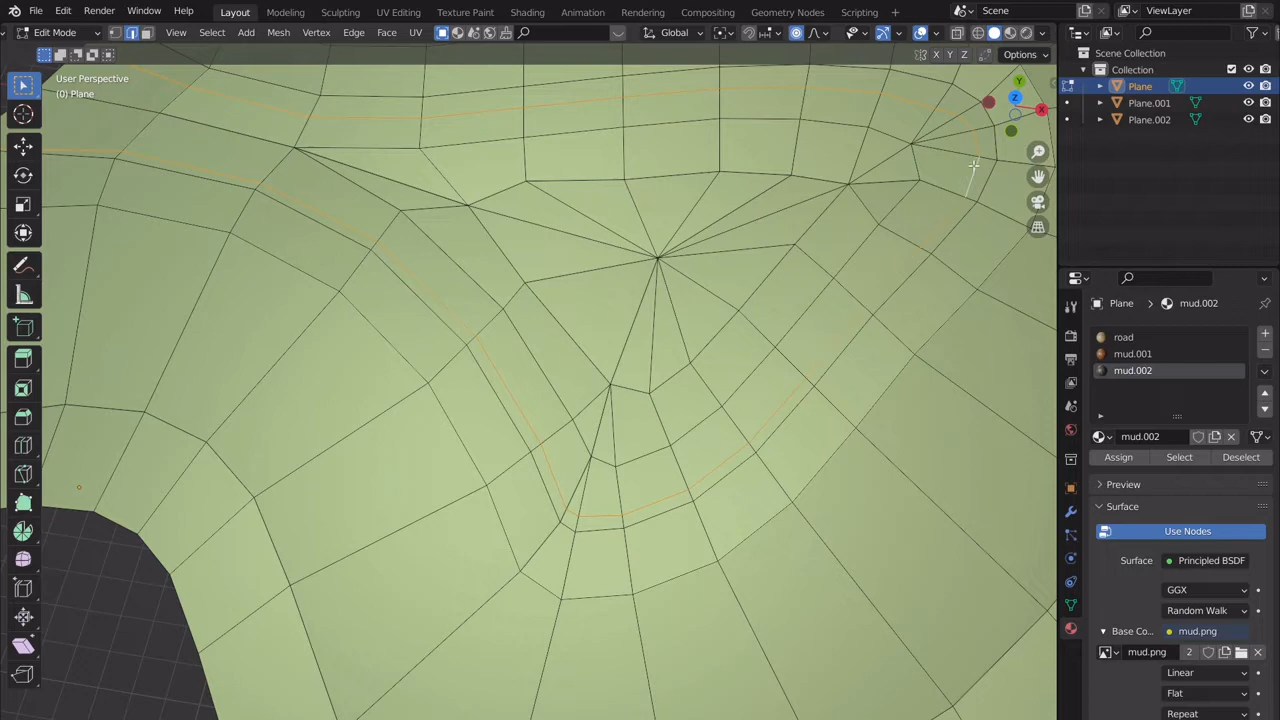 File Edit Render Window Help Layout Modeling Sculpting UV Editing Texture Paint Shading Animation Rendering Compositing Geometry Nodes Scripting Scene ViewLayer
Edit Mode View Select Add Mesh Vertex Edge Face UV Global
X Y Z Options
User Perspective
(0) Plane
Y
Z
X
Scene Collection
Collection
Plane
Plane.001
Plane.002
Plane mud.002
road
mud.001
mud.002
mud.002
Assign Select Deselect
Preview
Surface
Use Nodes
Surface Principled BSDF
GGX
Random Walk
Base Co... mud.png
mud.png 2
Linear
Flat
Repeat